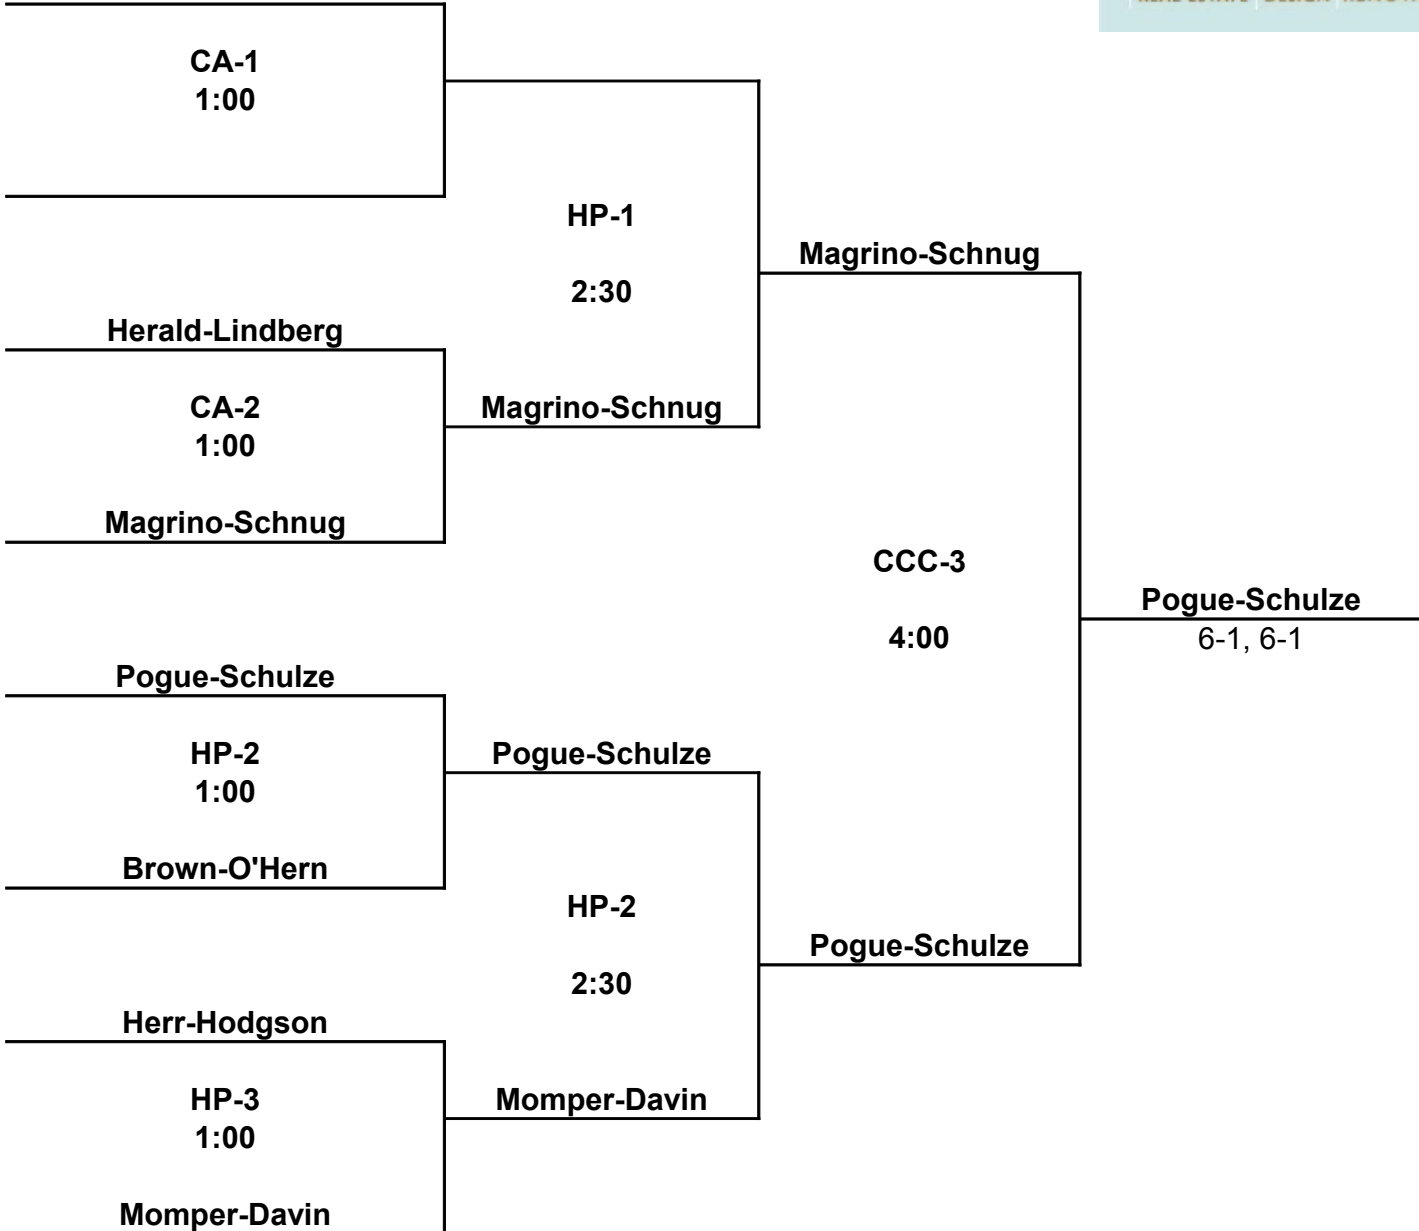 CA-1
1:00
HP-1
Magrino-Schnug
2:30
Herald-Lindberg
CA-2
Magrino-Schnug
1:00
Magrino-Schnug
CCC-3
Pogue-Schulze
4:00
6-1, 6-1
Pogue-Schulze
HP-2
Pogue-Schulze
1:00
Brown-O'Hern
HP-2
Pogue-Schulze
2:30
Herr-Hodgson
HP-3
Momper-Davin
1:00
Momper-Davin